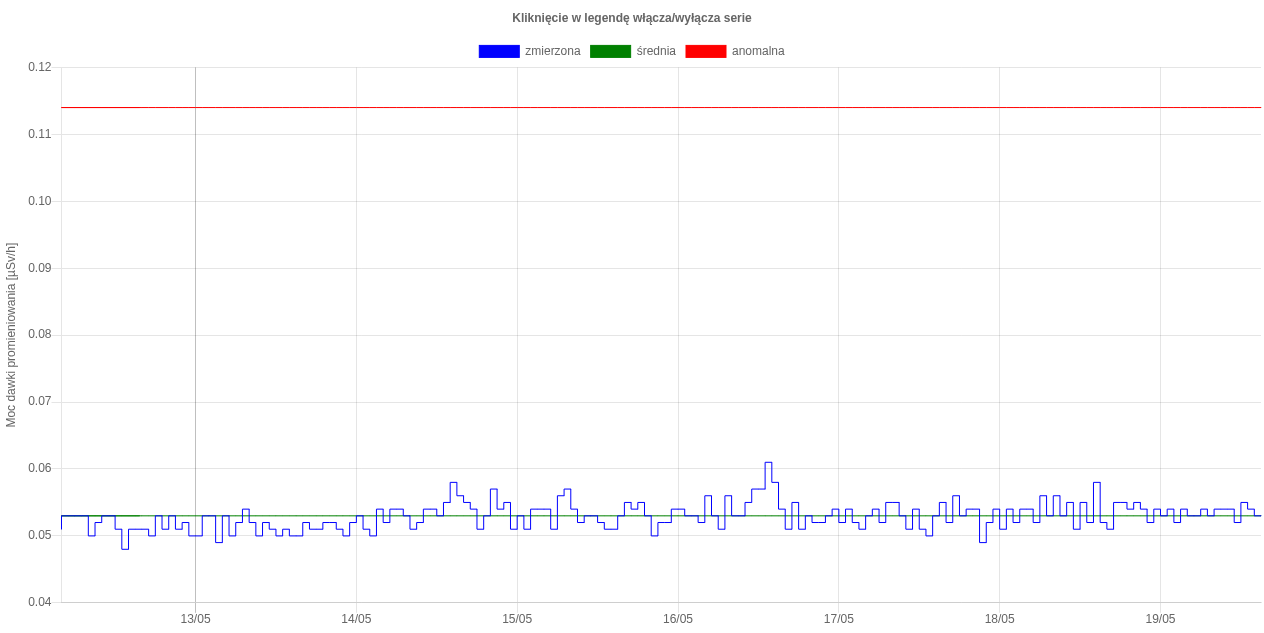 Kliknięcie w legendę włącza/wyłącza serie
zmierzona średnia anomalna
Moc dawki promieniowania [µSv/h]
0.12
0.11
0.10
0.09
0.08
0.07
0.06
0.05
0.04
13/05 14/05 15/05 16/05 17/05 18/05 19/05